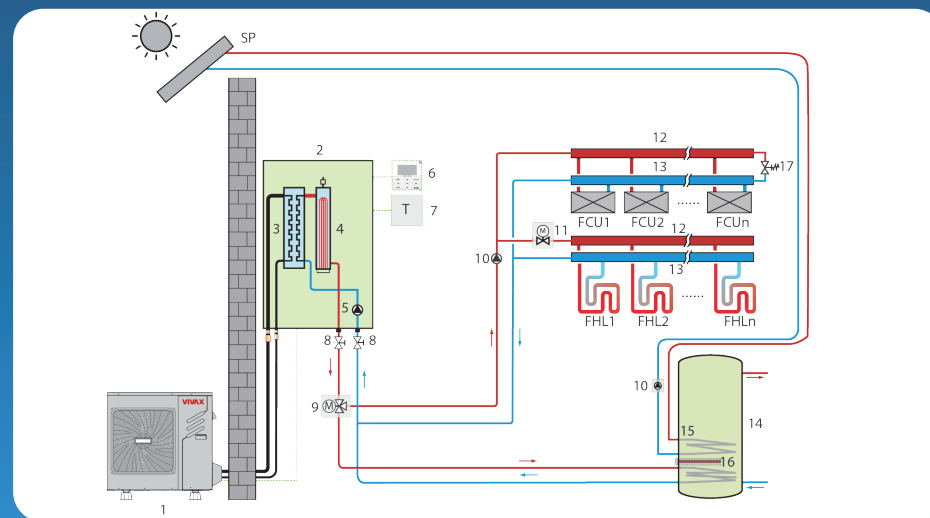 SP
12
17
2
13
6
FCU1
FCU2
......
FCUn
T
7
3
4
M
11
12
10
13
5
......
FHL1
FHL2
FHLn
8
8
10
VIVAX
9
M
14
15
16
1